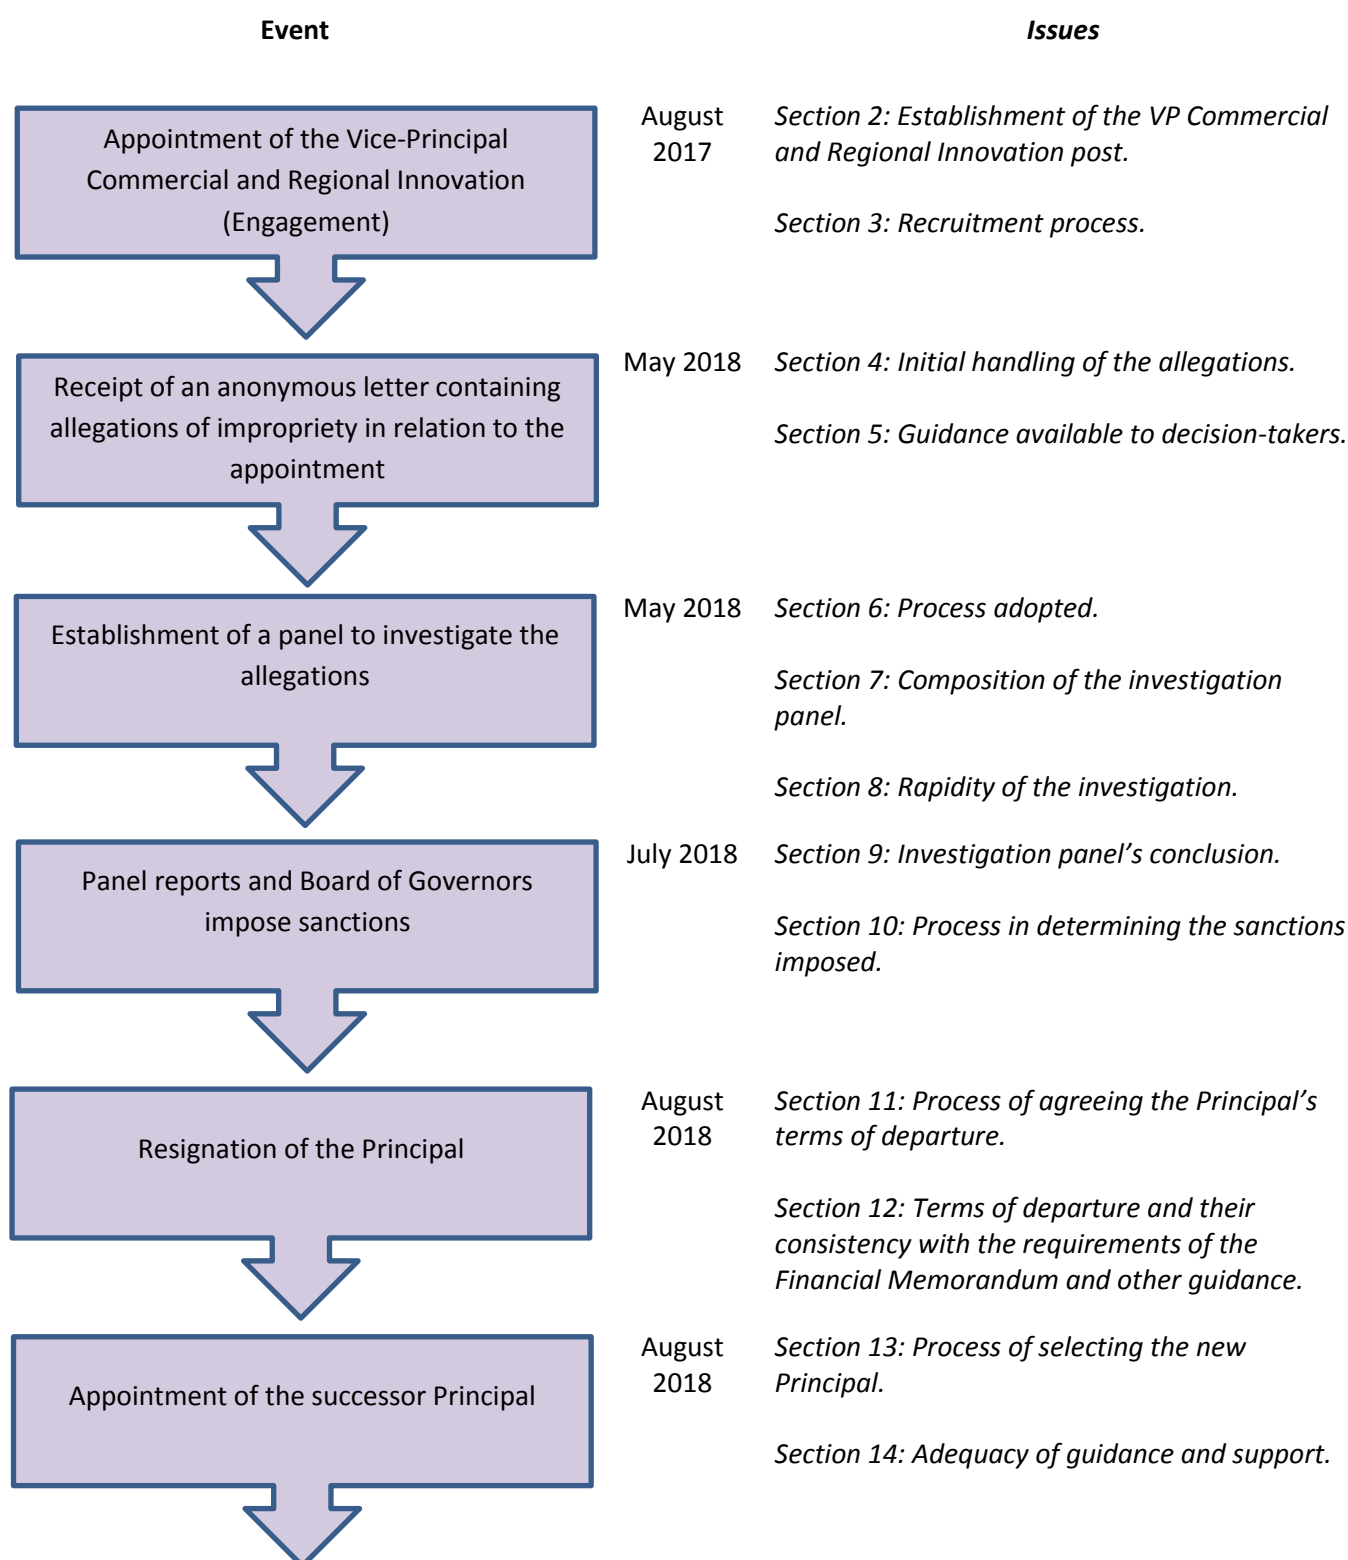 Event
Issues
Appointment of the Vice-Principal
Commercial and Regional Innovation
(Engagement)
August
2017
Section 2: Establishment of the VP Commercial
and Regional Innovation post.
Section 3: Recruitment process.
Receipt of an anonymous letter containing
allegations of impropriety in relation to the
appointment
May 2018
Section 4: Initial handling of the allegations.
Section 5: Guidance available to decision-takers.
Establishment of a panel to investigate the
allegations
May 2018
Section 6: Process adopted.
Section 7: Composition of the investigation
panel.
Section 8: Rapidity of the investigation.
Panel reports and Board of Governors
impose sanctions
July 2018
Section 9: Investigation panel’s conclusion.
Section 10: Process in determining the sanctions
imposed.
Resignation of the Principal
August
2018
Section 11: Process of agreeing the Principal’s
terms of departure.
Section 12: Terms of departure and their
consistency with the requirements of the
Financial Memorandum and other guidance.
Appointment of the successor Principal
August
2018
Section 13: Process of selecting the new
Principal.
Section 14: Adequacy of guidance and support.